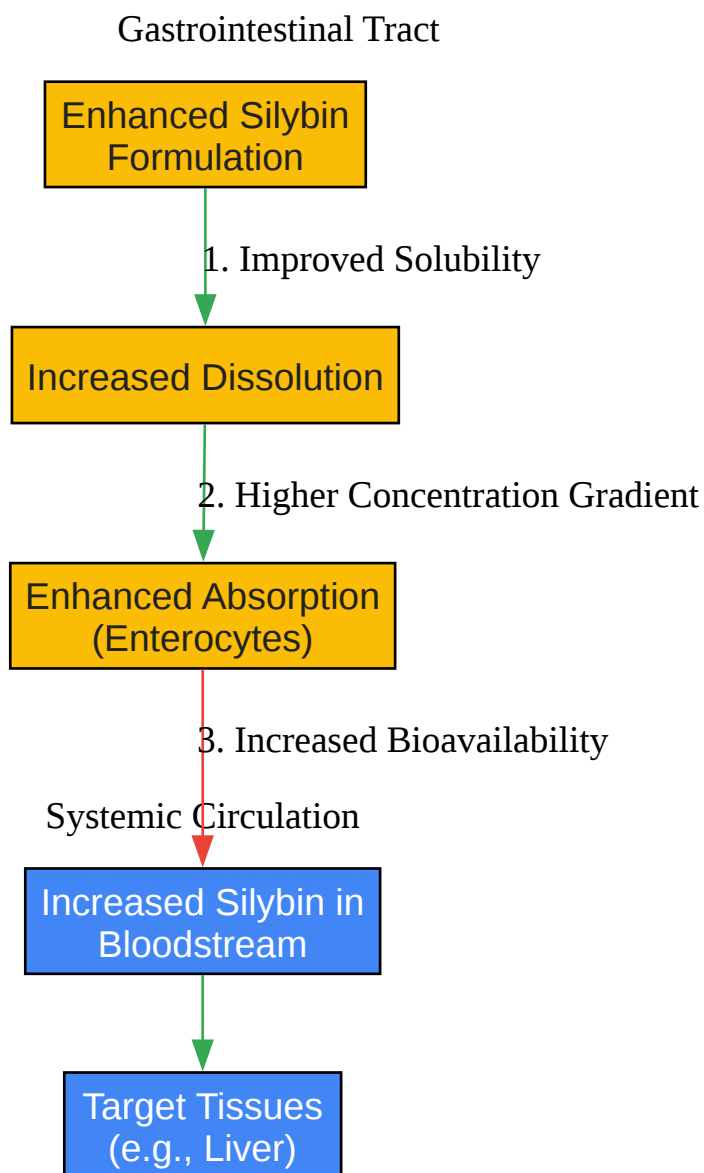 Gastrointestinal Tract
Enhanced Silybin
Formulation
1. Improved Solubility
Increased Dissolution
2. Higher Concentration Gradient
Enhanced Absorption
(Enterocytes)
3. Increased Bioavailability
Systemic Circulation
Increased Silybin in
Bloodstream
Target Tissues
(e.g., Liver)